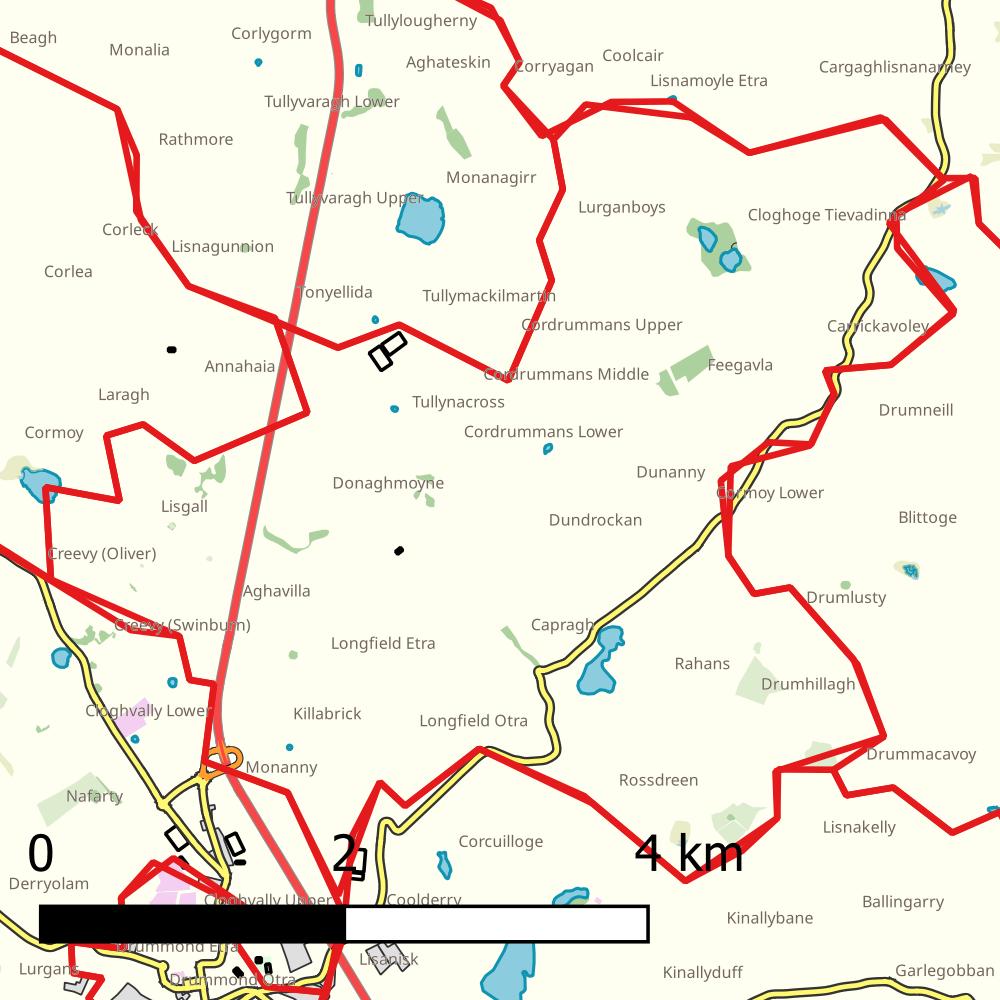 Tullylougherny
Beagh
Corlygorm
Monalia
Coolcair
Aghateskin
Corryagan
Cargaghlisnanarney
Lisnamoyle Etra
Tullyvaragh Lower
Rathmore
Monanagirr
Tullyvaragh Upper
Lurganboys
Cloghoge Tievadinna
Corleck
Lisnagunnion
Corlea
Tonyellida
Tullymackilmartin
Cordrummans Upper
Carrickavoley
Annahaia
Feegavla
Cordrummans Middle
Laragh
Tullynacross
Drumneill
Cormoy
Cordrummans Lower
Dunanny
Donaghmoyne
Cormoy Lower
Lisgall
Blittoge
Dundrockan
Creevy (Oliver)
Aghavilla
Drumlusty
Creevy (Swinburn)
Capragh
Longfield Etra
Rahans
Drumhillagh
Cloghvally Lower
Killabrick
Longfield Otra
Drummacavoy
Monanny
Rossdreen
Nafarty
Lisnakelly
Corcuilloge
0 2 4 km
Derryolam
Cloghvally Upper
Coolderry
Ballingarry
Kinallybane
Drummond Etra
Lisanisk
Lurgans
Kinallyduff
Garlegobban
Drummond Otra